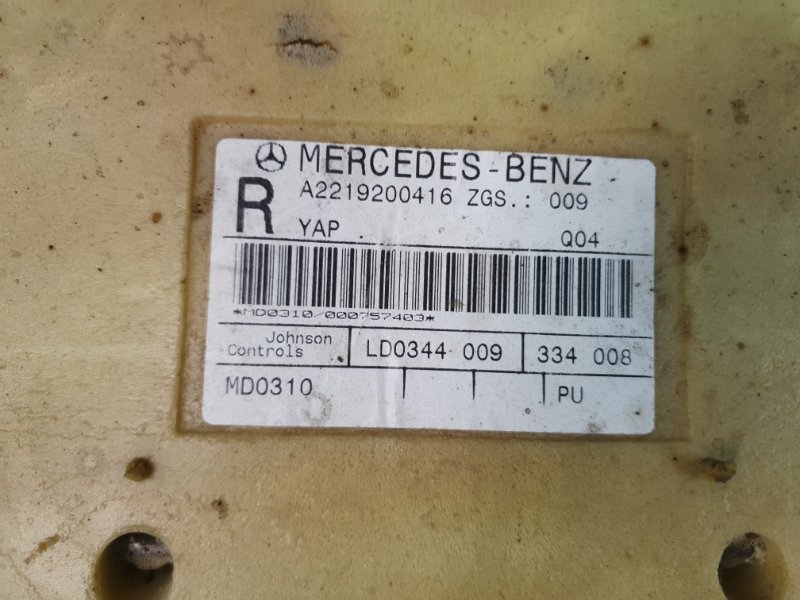 MERCEDES-BENZ
R A2219200416 ZGS.: 009
YAP Q04
*MD0310/000757403*
Johnson Controls LD0344 009 334 008
MD0310 PU